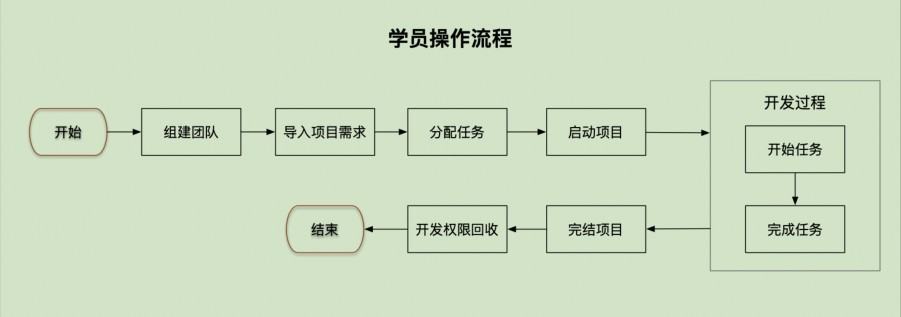 学员操作流程
开始
组建团队
导入项目需求
分配任务
启动项目
开发过程
开始任务
完成任务
完结项目
开发权限回收
结束